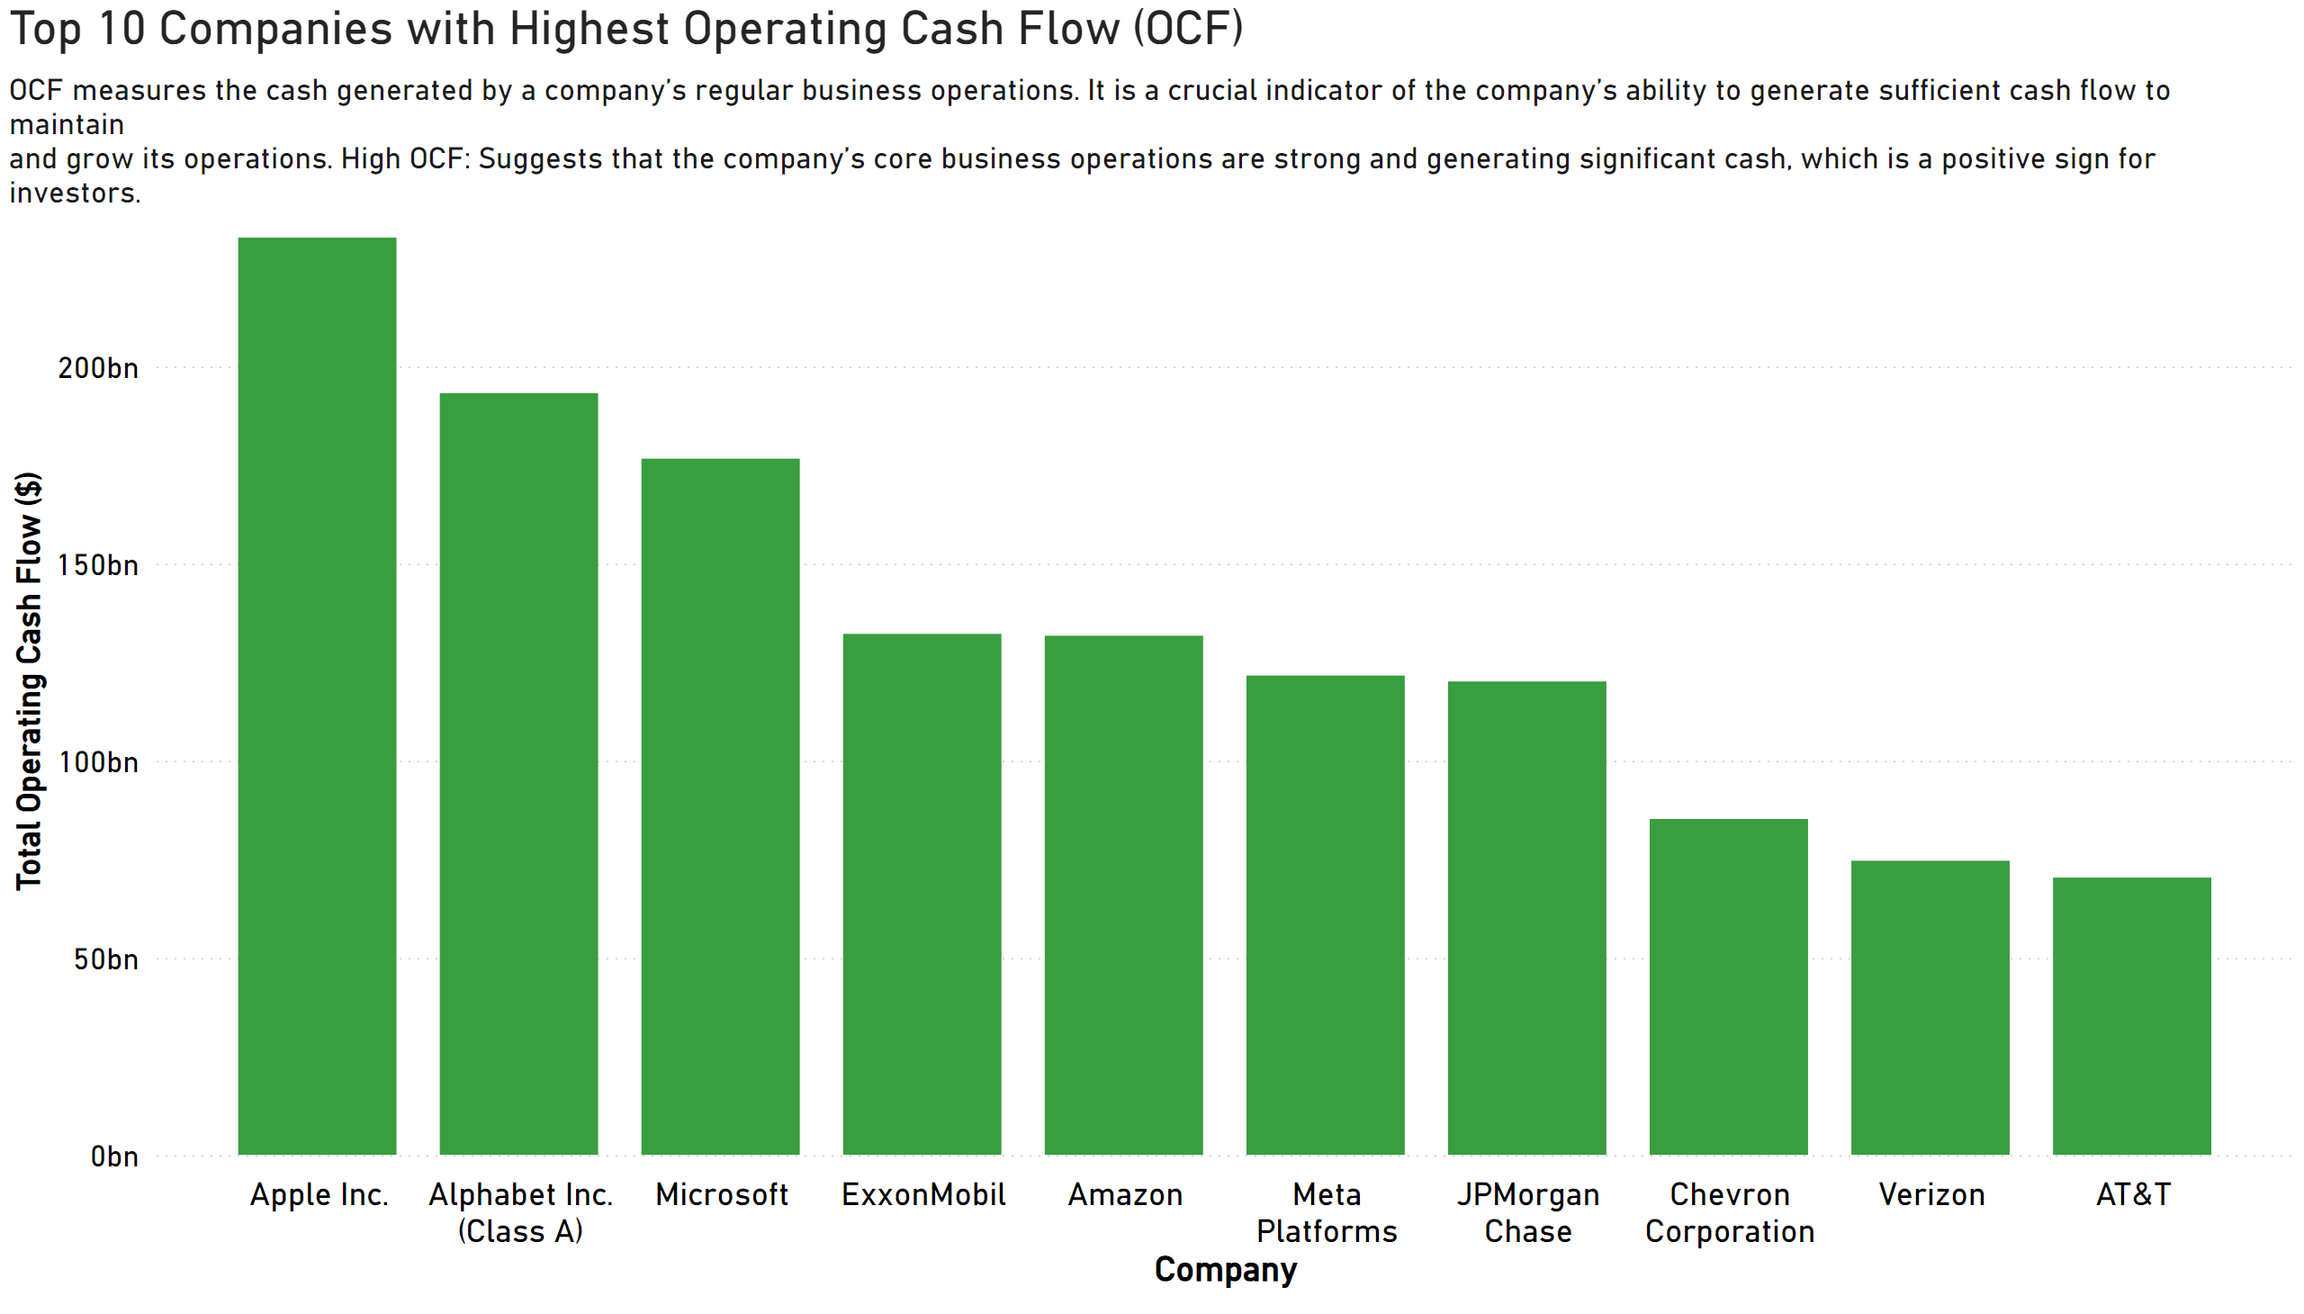 Top 10 Companies with Highest Operating Cash Flow (OCF)
OCF measures the cash generated by a company’s regular business operations. It is a crucial indicator of the company’s ability to generate sufficient cash flow to
maintain
and grow its operations. High OCF: Suggests that the company’s core business operations are strong and generating significant cash, which is a positive sign for
investors.
Total Operating Cash Flow ($)
200bn
150bn
100bn
50bn
0bn
Apple Inc.
Alphabet Inc.
(Class A)
Microsoft
ExxonMobil
Amazon
Meta
Platforms
JPMorgan
Chase
Chevron
Corporation
Verizon
AT&T
Company